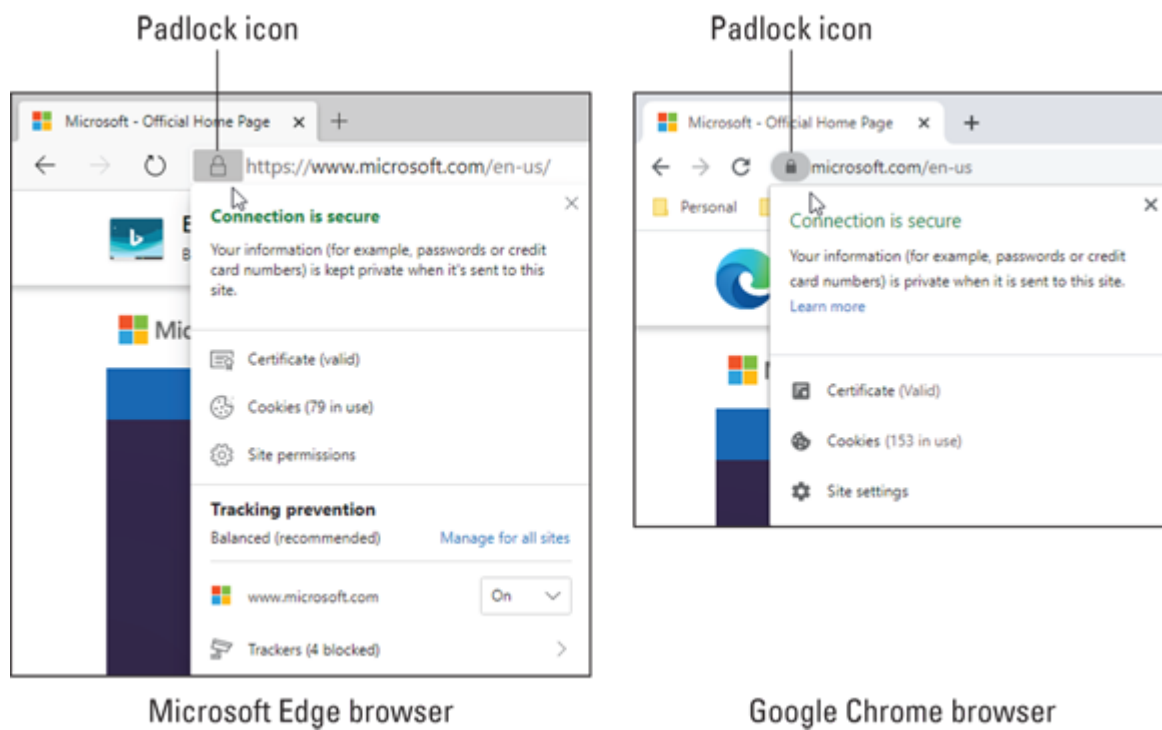 Padlock icon
Microsoft - Official Home Page
https://www.microsoft.com/en-us/
E
B
Connection is secure
Your information (for example, passwords or credit
card numbers) is kept private when it's sent to this
site.
Mic
Certificate (valid)
Cookies (79 in use)
Site permissions
Tracking prevention
Balanced (recommended) Manage for all sites
www.microsoft.com On
Trackers (4 blocked)
Microsoft Edge browser
Padlock icon
Microsoft - Official Home Page
microsoft.com/en-us
Personal
Connection is secure
Your information (for example, passwords or credit
card numbers) is private when it is sent to this site.
Learn more
Certificate (Valid)
Cookies (153 in use)
Site settings
Google Chrome browser